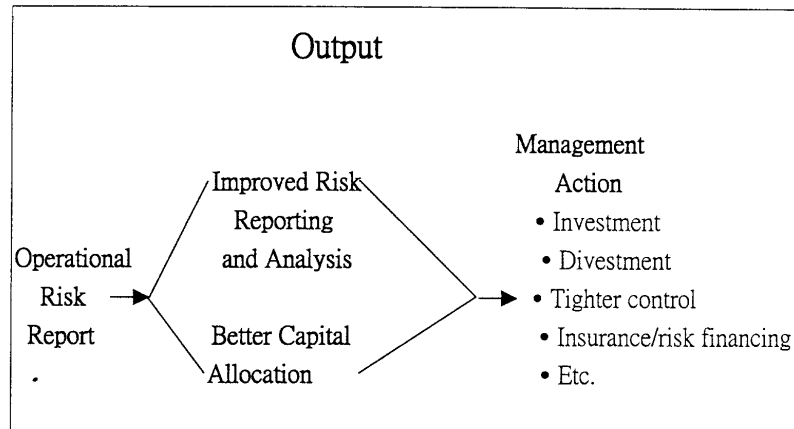 Output
Operational
Risk
Report
Improved Risk
Reporting
and Analysis
Better Capital
Allocation
Management
Action
• Investment
• Divestment
• Tighter control
• Insurance/risk financing
• Etc.